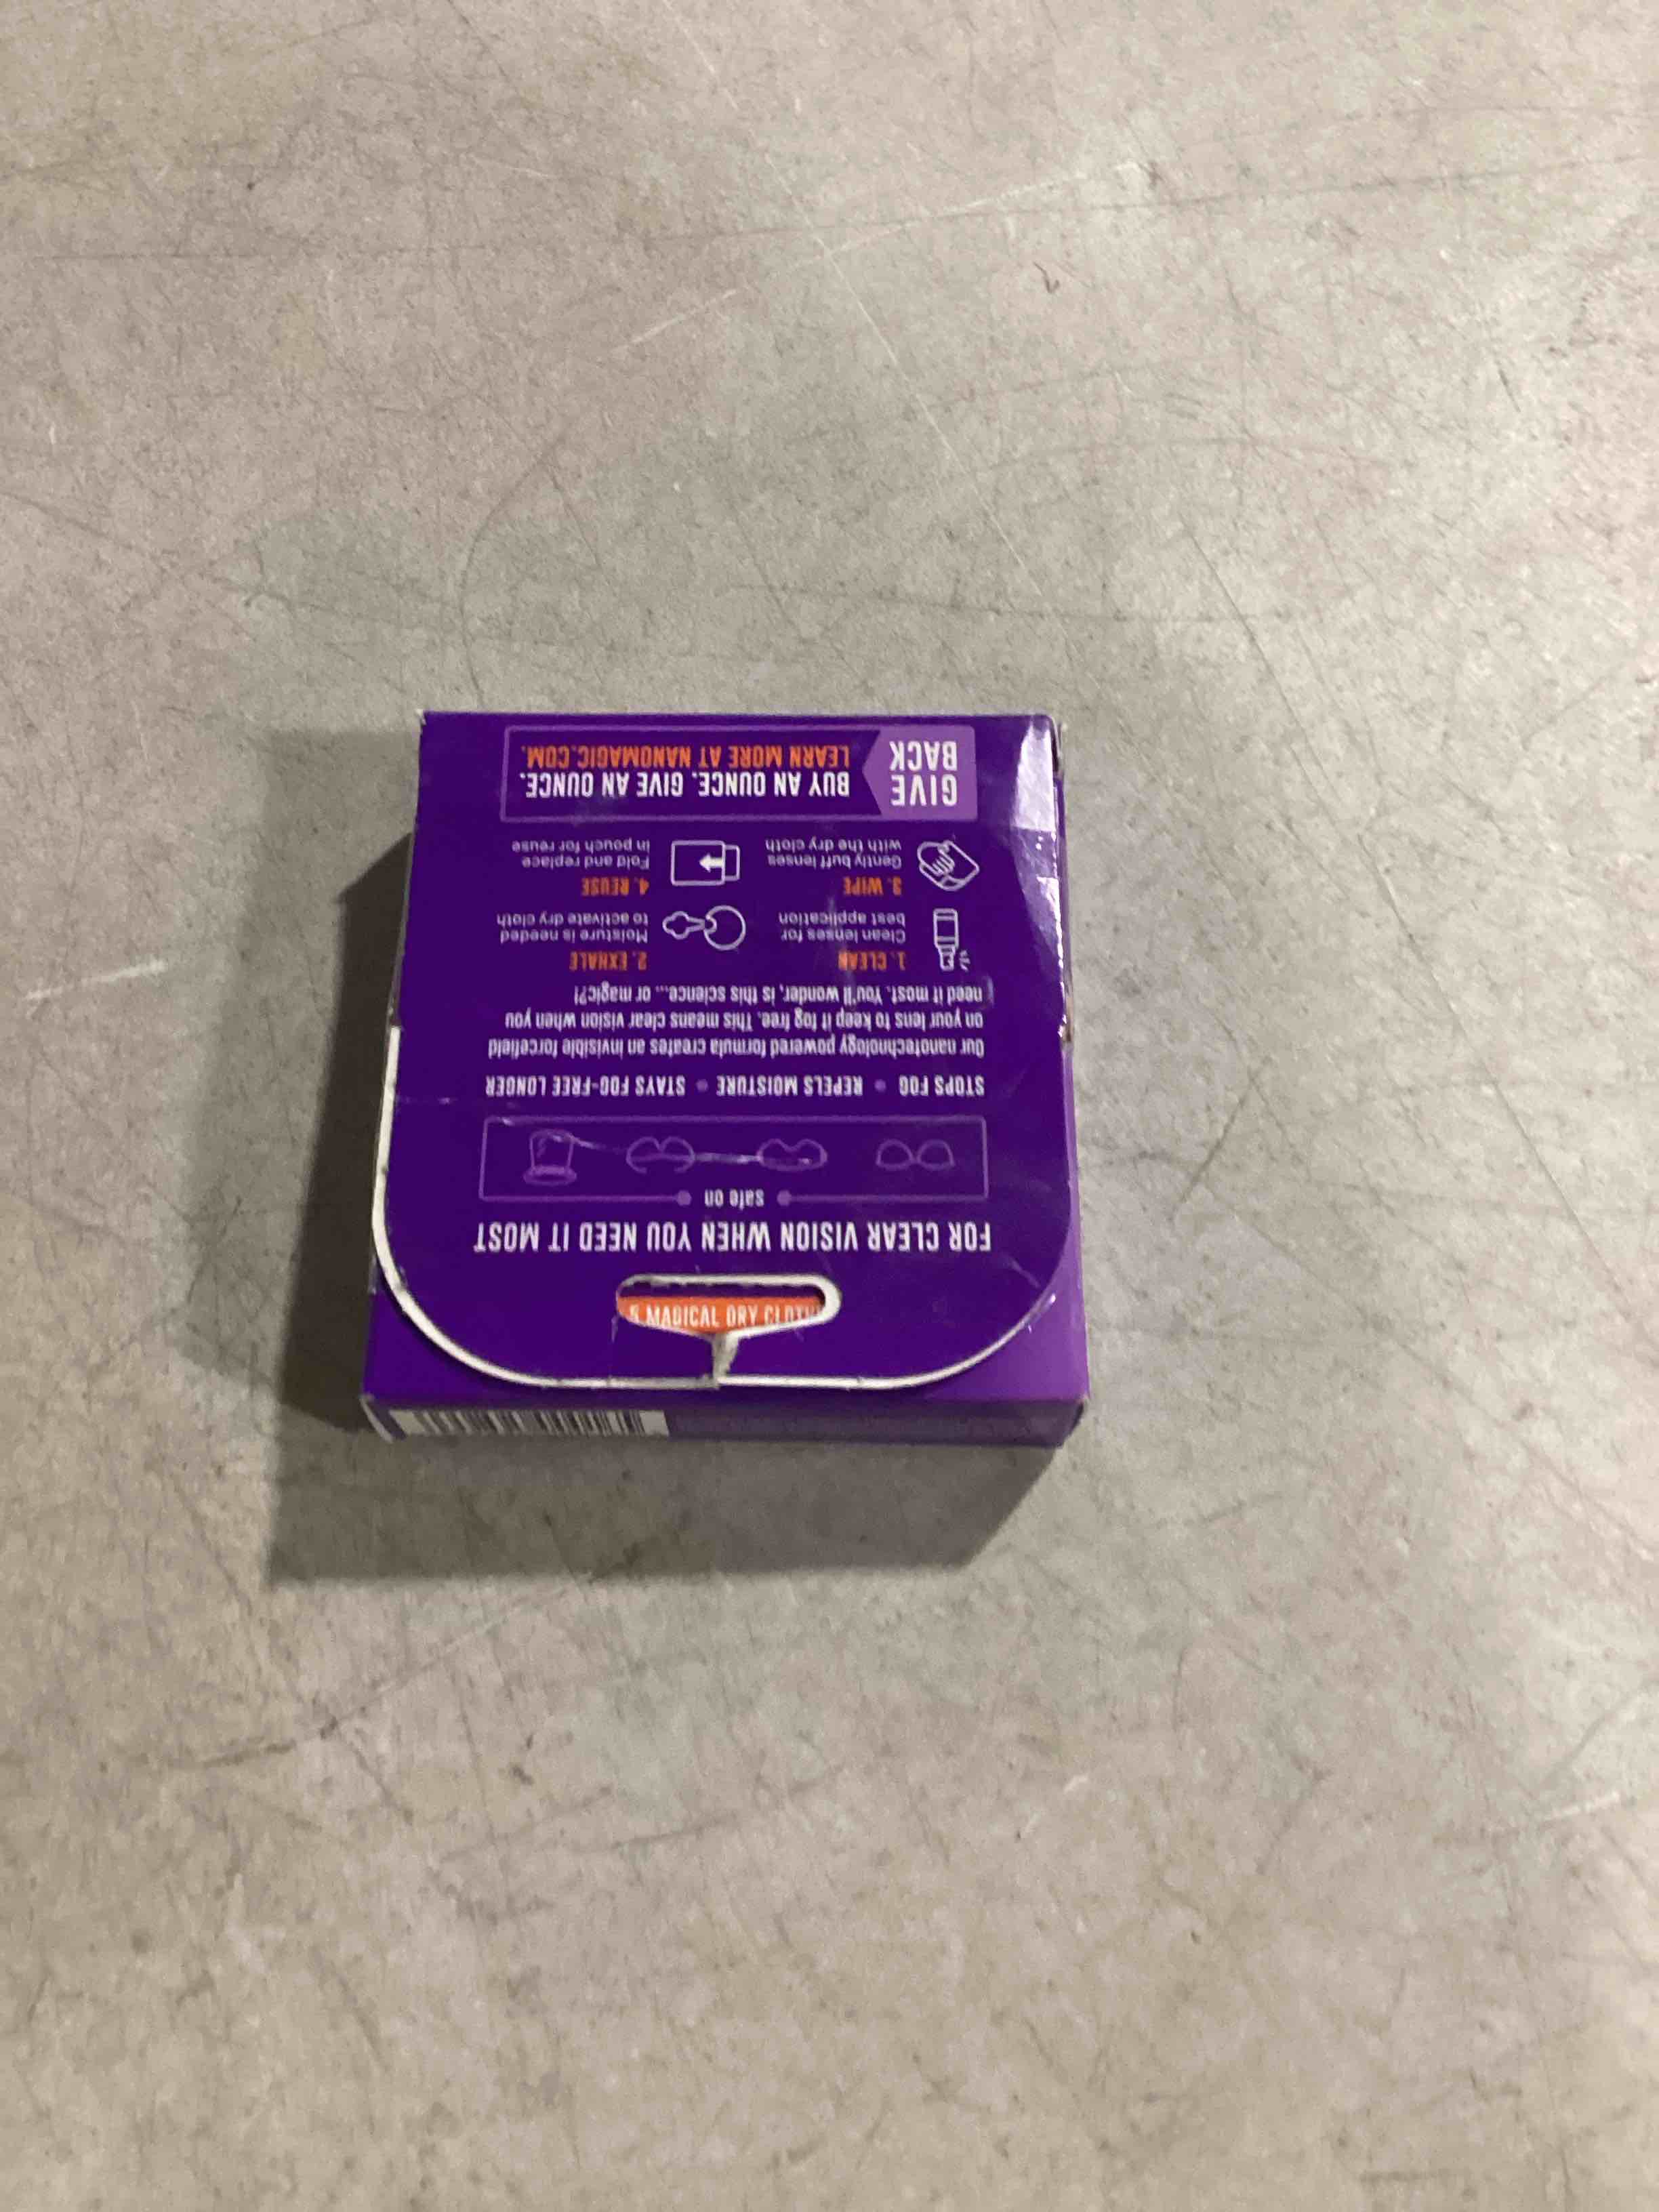 5 MAGICAL DRY CLOTH
FOR CLEAR VISION WHEN YOU NEED IT MOST
safe on
STOPS FOG • REPELS MOISTURE • STAYS FOG-FREE LONGER
Our nanotechnology powered formula creates an invisible forcefield
on your lens to keep it fog free. This means clear vision when you
need it most. You'll wonder, is this science... or magic?!
1. CLEAN
Clean lenses for
best application
2. EXHALE
Moisture is needed
to activate dry cloth
3. WIPE
Gently buff lenses
with the dry cloth
4. REUSE
Fold and replace
in pouch for reuse
GIVE
BACK
BUY AN OUNCE. GIVE AN OUNCE.
LEARN MORE AT NANOMAGIC.COM.